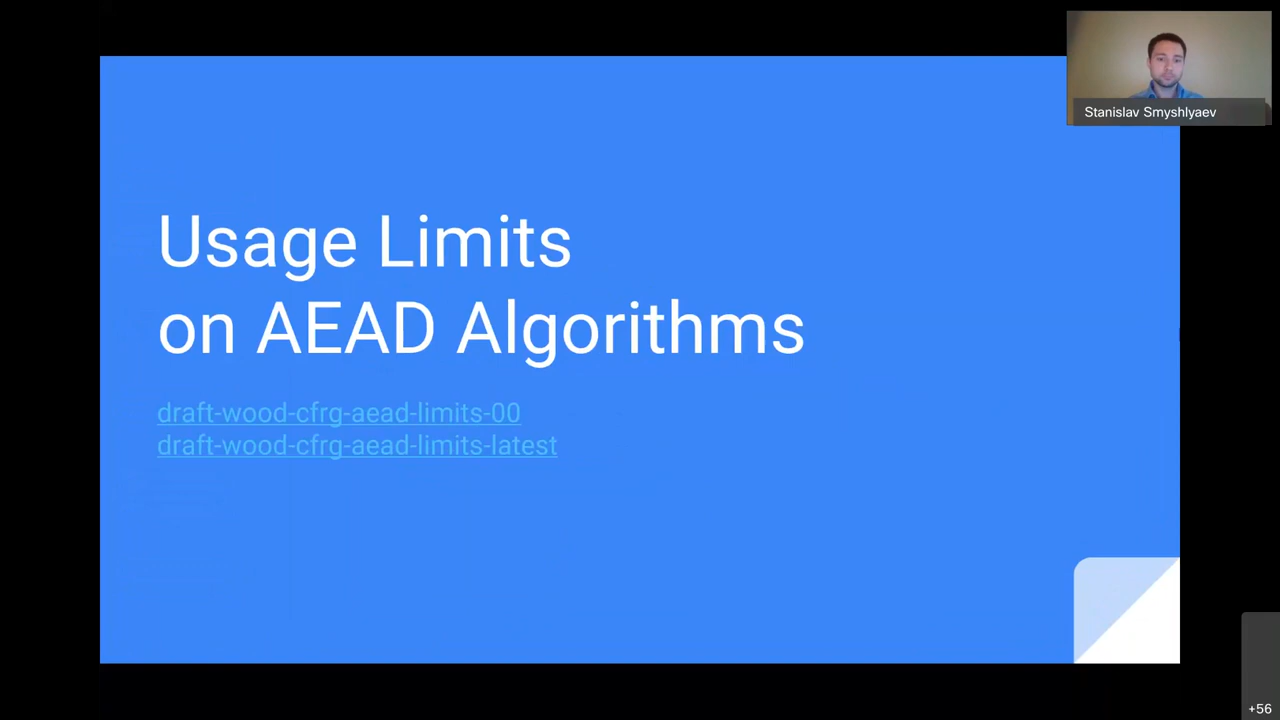 Stanislav Smyshlyaev
Usage Limits
on AEAD Algorithms
draft-wood-cfrg-aead-limits-00
draft-wood-cfrg-aead-limits-latest
+56